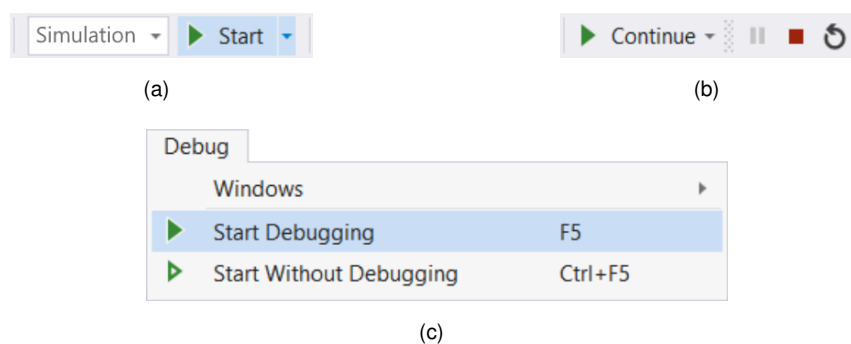 Simulation Start Continue
(a) (b)
Debug
Windows
Start Debugging F5
Start Without Debugging Ctrl+F5
(c)